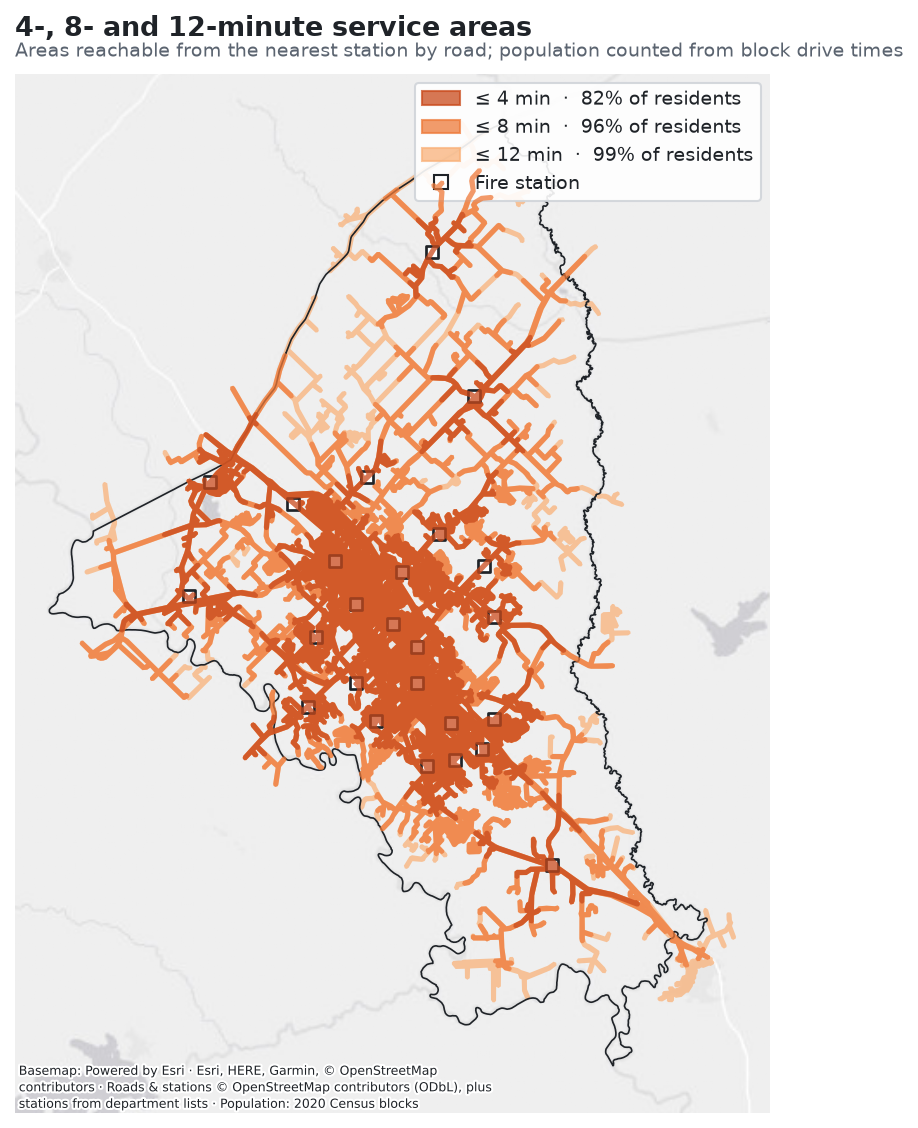 4-, 8- and 12-minute service areas
Areas reachable from the nearest station by road; population counted from block drive times
≤ 4 min · 82% of residents
≤ 8 min · 96% of residents
≤ 12 min · 99% of residents
Fire station
Basemap: Powered by Esri · Esri, HERE, Garmin, © OpenStreetMap
contributors · Roads & stations © OpenStreetMap contributors (ODbL), plus
stations from department lists · Population: 2020 Census blocks